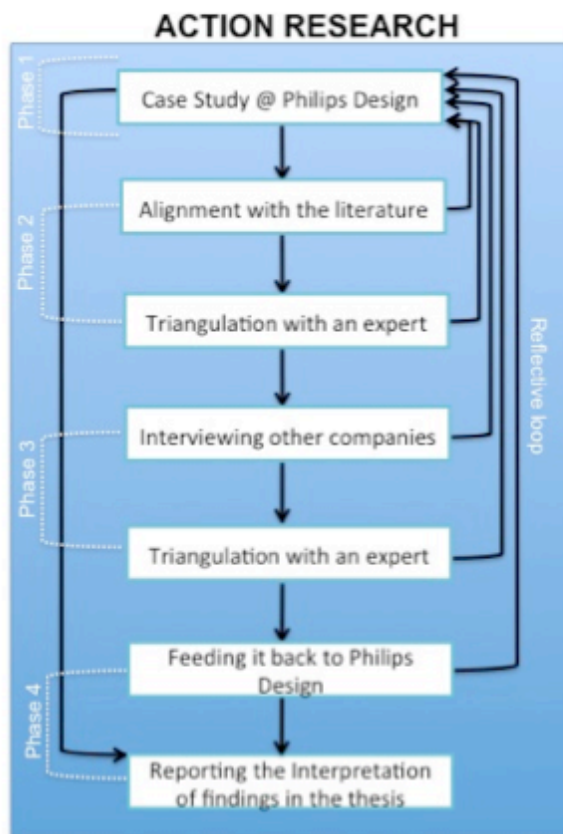 ACTION RESEARCH
Phase 1
Case Study @ Philips Design
Phase 2
Alignment with the literature
Triangulation with an expert
Reflective loop
Phase 3
Interviewing other companies
Triangulation with an expert
Phase 4
Feeding it back to Philips
Design
Reporting the Interpretation
of findings in the thesis